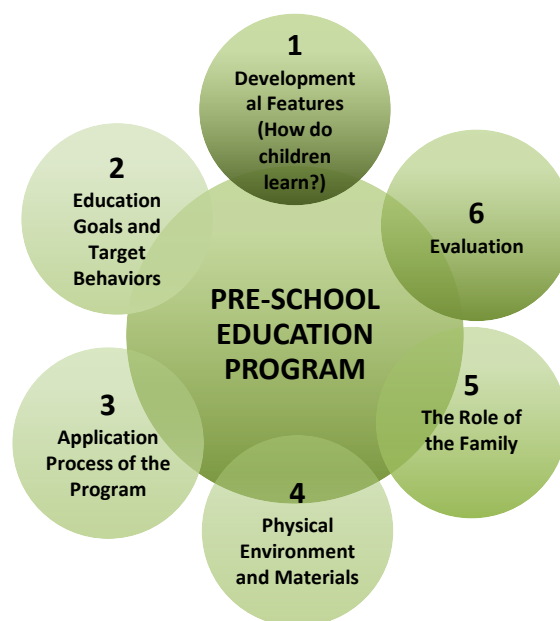 1
Development
al Features
(How do
children
learn?)
2
Education
Goals and
Target
Behaviors
6
Evaluation
PRE-SCHOOL
EDUCATION
PROGRAM
3
Application
Process of the
Program
5
The Role of
the Family
4
Physical
Environment
and Materials